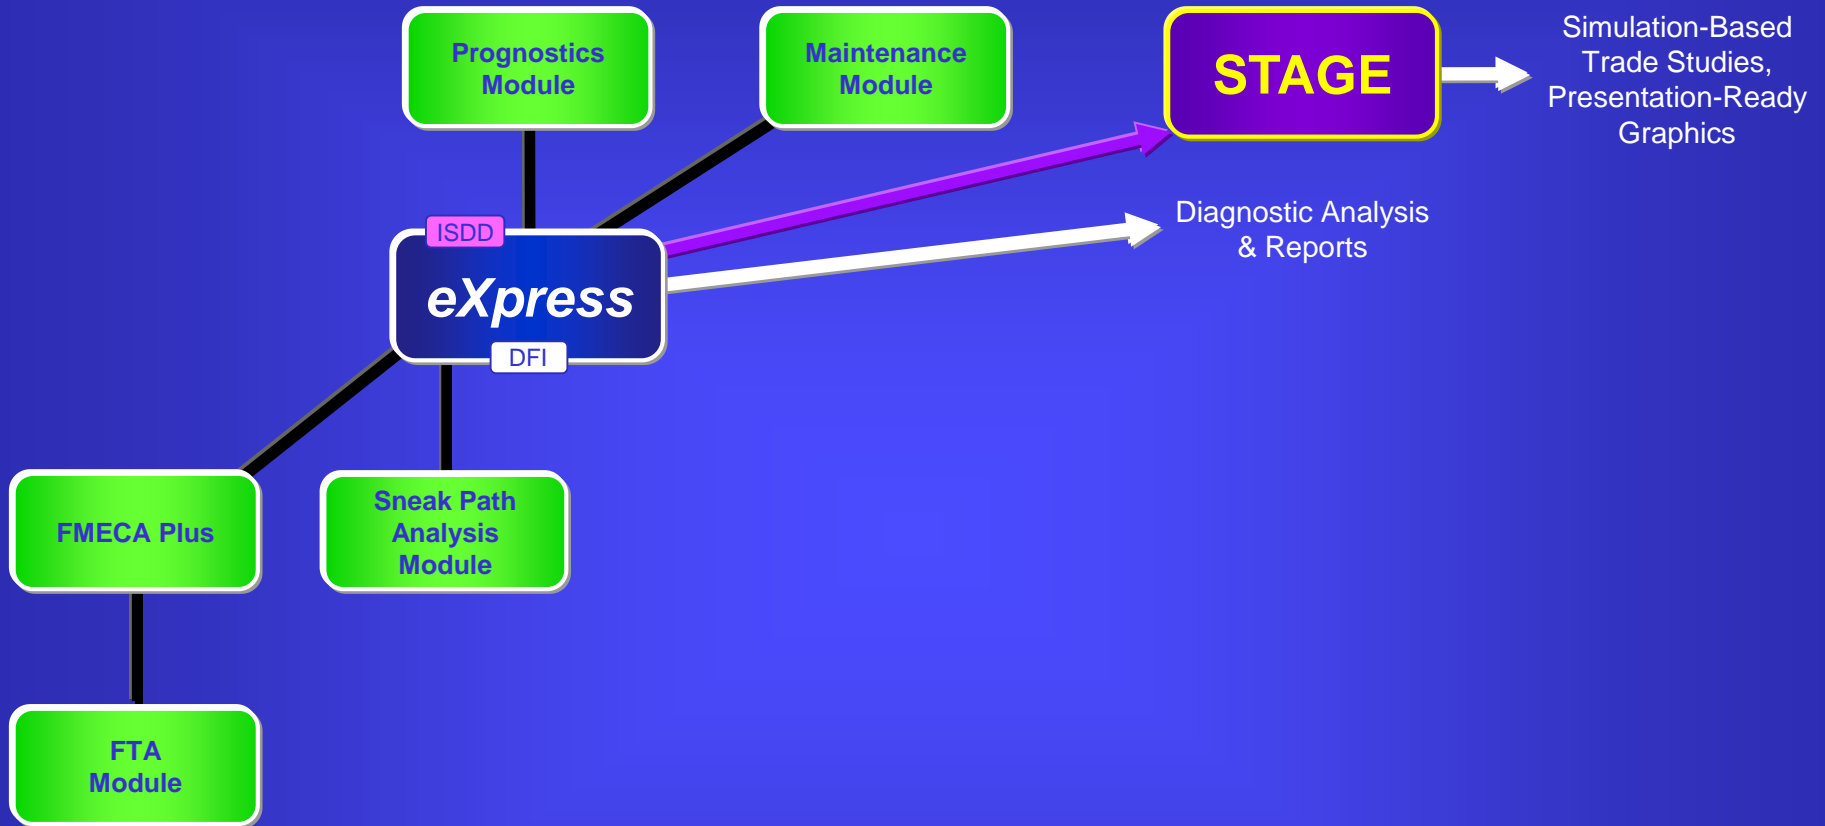 Prognostics
Module
Maintenance
Module
STAGE
Simulation-Based
Trade Studies,
Presentation-Ready
Graphics
Diagnostic Analysis
& Reports
ISDD
eXpress
DFI
FMECA Plus
Sneak Path
Analysis
Module
FTA
Module